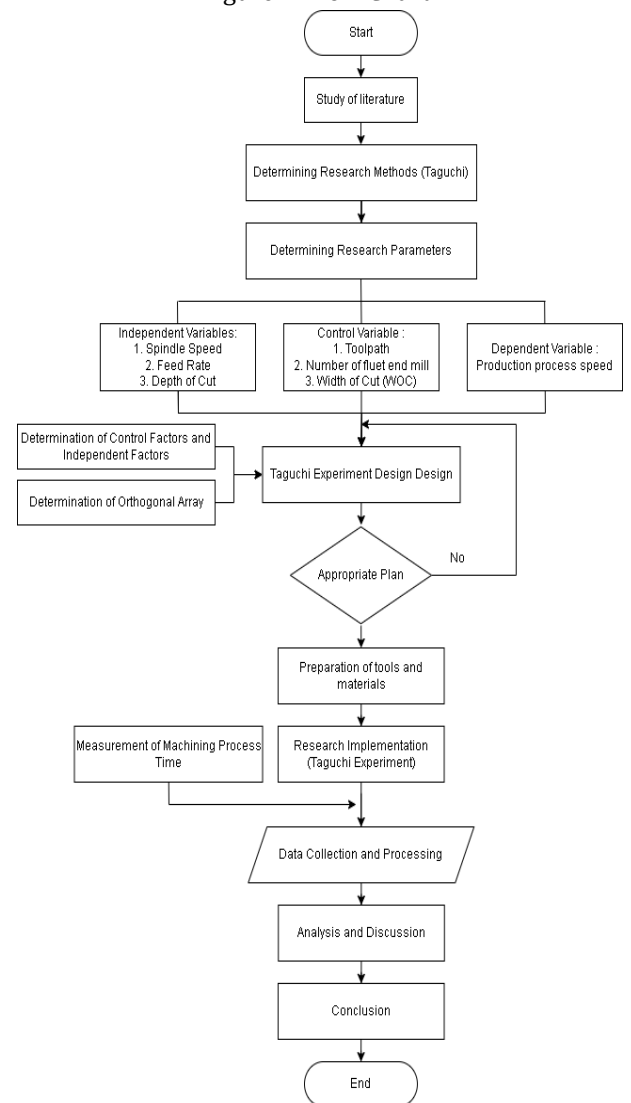 Start
Study of literature
Determining Research Methods (Taguchi)
Determining Research Parameters
Independent Variables:
1. Spindle Speed
2. Feed Rate
3. Depth of Cut
Control Variable :
1. Toolpath
2. Number of fluet end mill
3. Width of Cut (WOC)
Dependent Variable :
Production process speed
Determination of Control Factors and
Independent Factors
Determination of Orthogonal Array
Taguchi Experiment Design Design
Appropriate Plan
No
Preparation of tools and
materials
Measurement of Machining Process
Time
Research Implementation
(Taguchi Experiment)
Data Collection and Processing
Analysis and Discussion
Conclusion
End